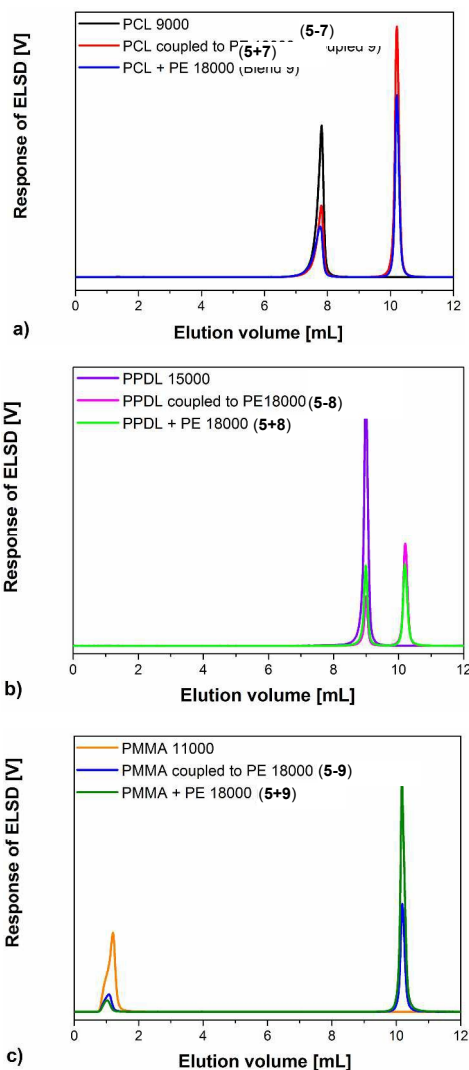 Response of ELSD [V]
PCL 9000
PCL coupled to PE (5-7)
(5+7)
PCL + PE 18000 (Blend 9)
0 2 4 6 8 10 12
Elution volume [mL]
a)
Response of ELSD [V]
PPDL 15000
PPDL coupled to PE18000 (5-8)
PPDL + PE 18000 (5+8)
0 2 4 6 8 10 12
Elution volume [mL]
b)
Response of ELSD [V]
PMMA 11000
PMMA coupled to PE 18000 (5-9)
PMMA + PE 18000 (5+9)
0 2 4 6 8 10 12
Elution volume [mL]
c)